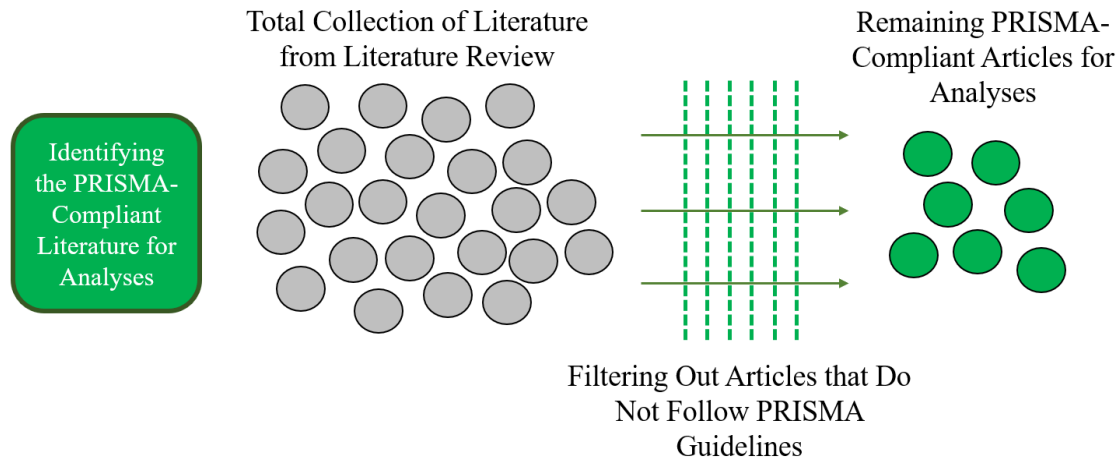 Identifying
the PRISMA-
Compliant
Literature for
Analyses
Total Collection of Literature
from Literature Review
Filtering Out Articles that Do
Not Follow PRISMA
Guidelines
Remaining PRISMA-
Compliant Articles for
Analyses